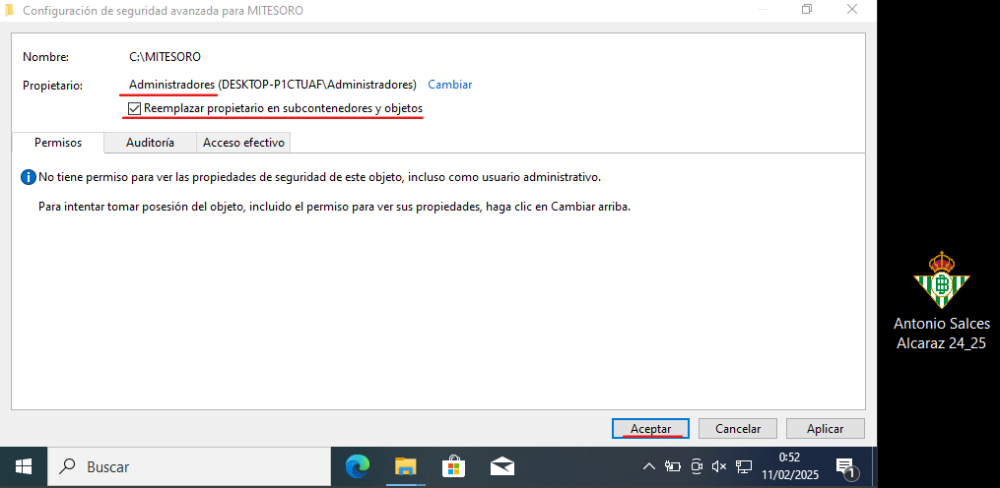 Configuración de seguridad avanzada para MITESORO
Nombre: C:\MITESORO
Propietario: Administradores (DESKTOP-P1CTUAF\Administradores) Cambiar
Reemplazar propietario en subcontenedores y objetos
Permisos Auditoría Acceso efectivo
No tiene permiso para ver las propiedades de seguridad de este objeto, incluso como usuario administrativo.
Para intentar tomar posesión del objeto, incluido el permiso para ver sus propiedades, haga clic en Cambiar arriba.
Antonio Salces
Alcaraz 24_25
Aceptar Cancelar Aplicar
Buscar
0:52
11/02/2025
1